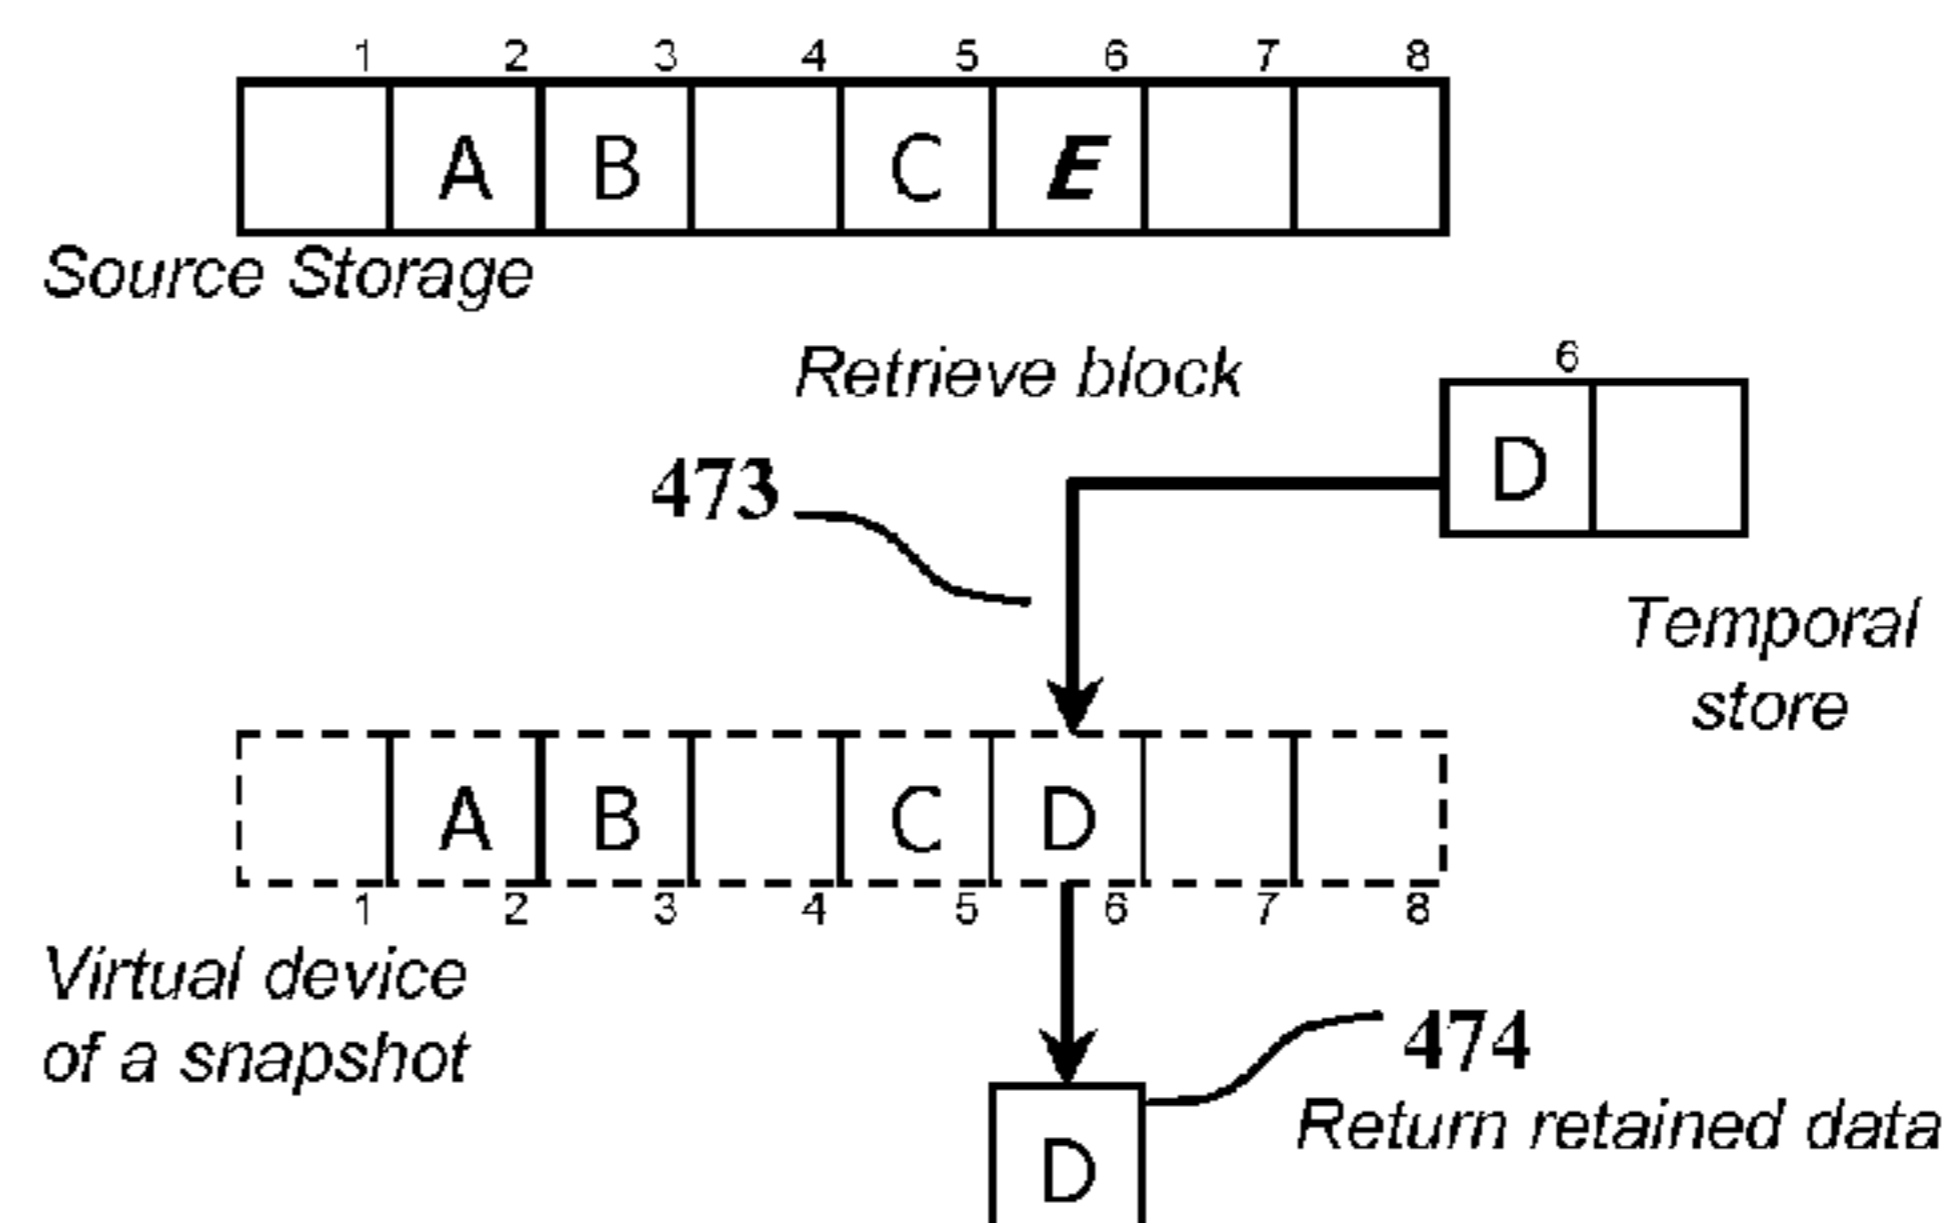 1 2 3 4 5 6 7 8
A B C E
Source Storage
Retrieve block
6
D
473
Temporal
store
A B C D
1 2 3 4 5 6 7 8
Virtual device
of a snapshot
474
Return retained data
D